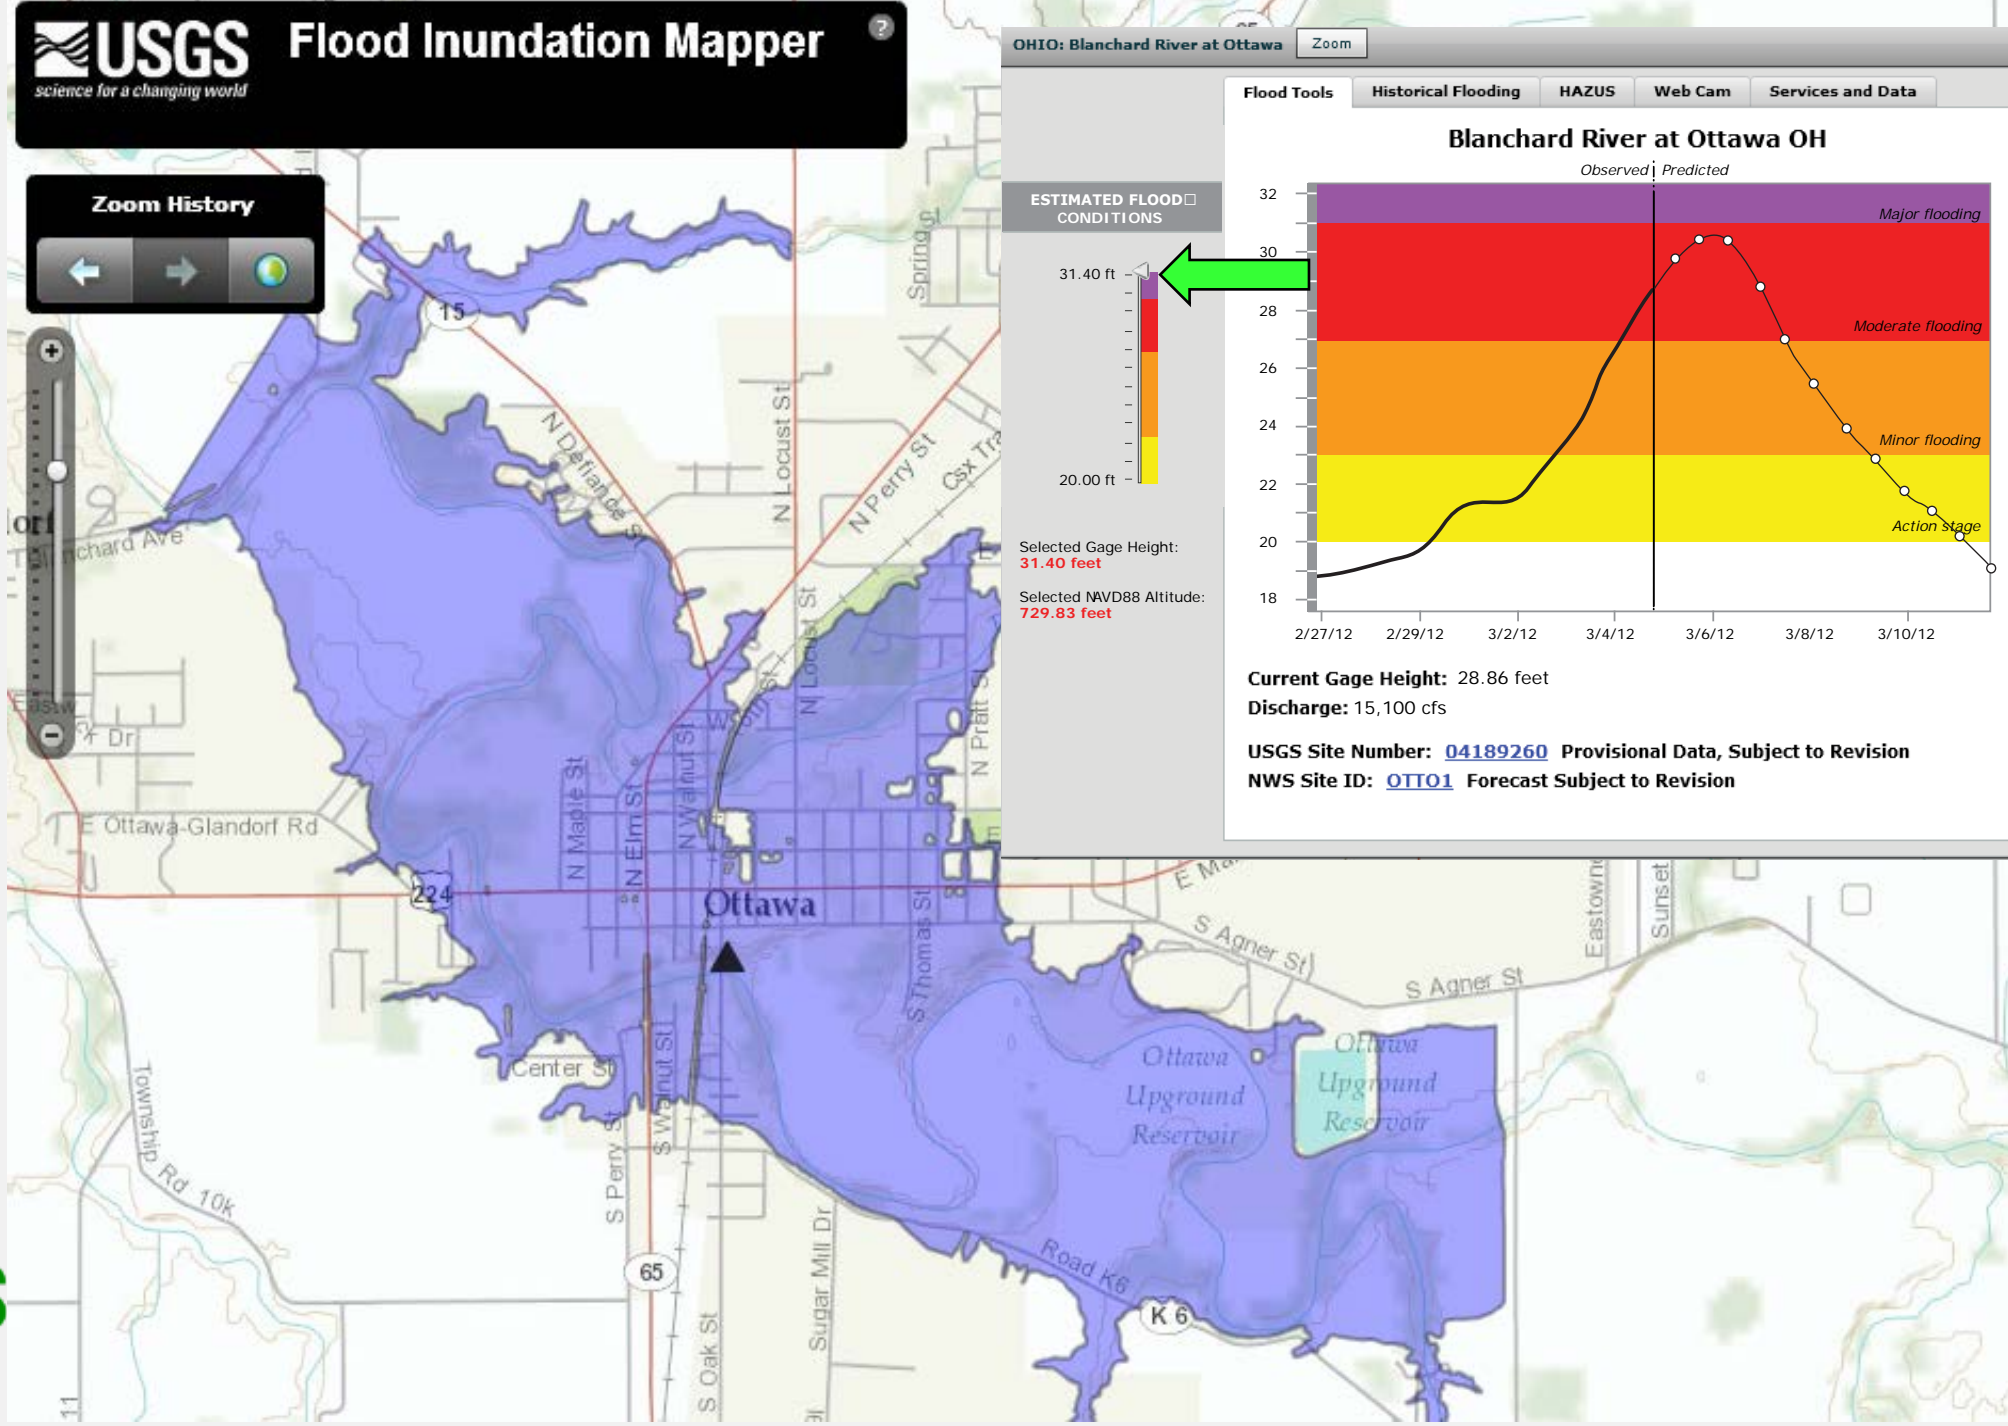 USGS
science for a changing world
Flood Inundation Mapper
?
Zoom History
OHIO: Blanchard River at Ottawa
Zoom
Flood Tools
Historical Flooding
HAZUS
Web Cam
Services and Data
Blanchard River at Ottawa OH
Observed
Predicted
ESTIMATED FLOOD
CONDITIONS
31.40 ft
20.00 ft
Selected Gage Height:
31.40 feet
Selected NAVD88 Altitude:
729.83 feet
32
30
28
26
24
22
20
18
Major flooding
Moderate flooding
Minor flooding
Action stage
2/27/12
2/29/12
3/2/12
3/4/12
3/6/12
3/8/12
3/10/12
Current Gage Height: 28.86 feet
Discharge: 15,100 cfs
USGS Site Number: 04189260 Provisional Data, Subject to Revision
NWS Site ID: OTTO1 Forecast Subject to Revision
15
Spring St
N Defiance St
N Locust St
N Perry St
Csx Tra
N Locust St
N Pratt St
Dr
E Ottawa-Glandorf Rd
N Maple St
N Elm St
N Walnut St
224
Ottawa
S Thomas St
S Agner St
S Agner St
Eastowne
Sunset
Center St
S Walnut St
S Perry St
Ottawa
Upground
Reservoir
Ottawa
Upground
Reservoir
Township Rd 10k
Road K6
K 6
65
Sugar Mill Dr
S Oak St
11